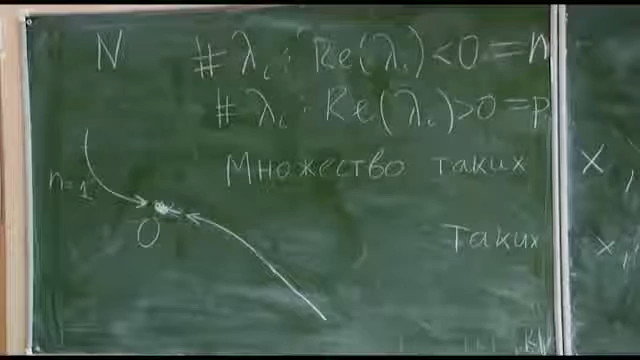 N
# λi : Re(λi) < 0 = n
# λi : Re(λi) > 0 = p
Множество таких x,
n=1
O
Таких x,